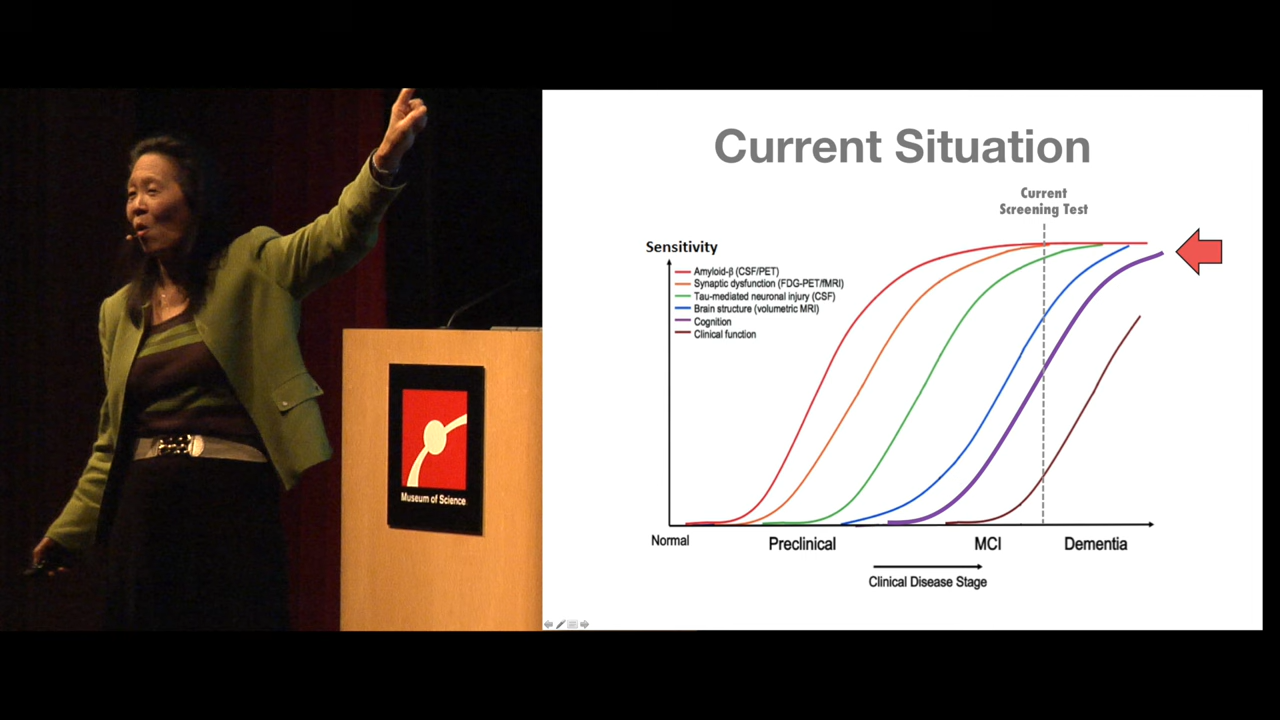 Museum of Science
Current Situation
Current
Screening Test
Sensitivity
Amyloid-β (CSF/PET)
Synaptic dysfunction (FDG-PET/fMRI)
Tau-mediated neuronal injury (CSF)
Brain structure (volumetric MRI)
Cognition
Clinical function
Normal
Preclinical
MCI
Dementia
Clinical Disease Stage